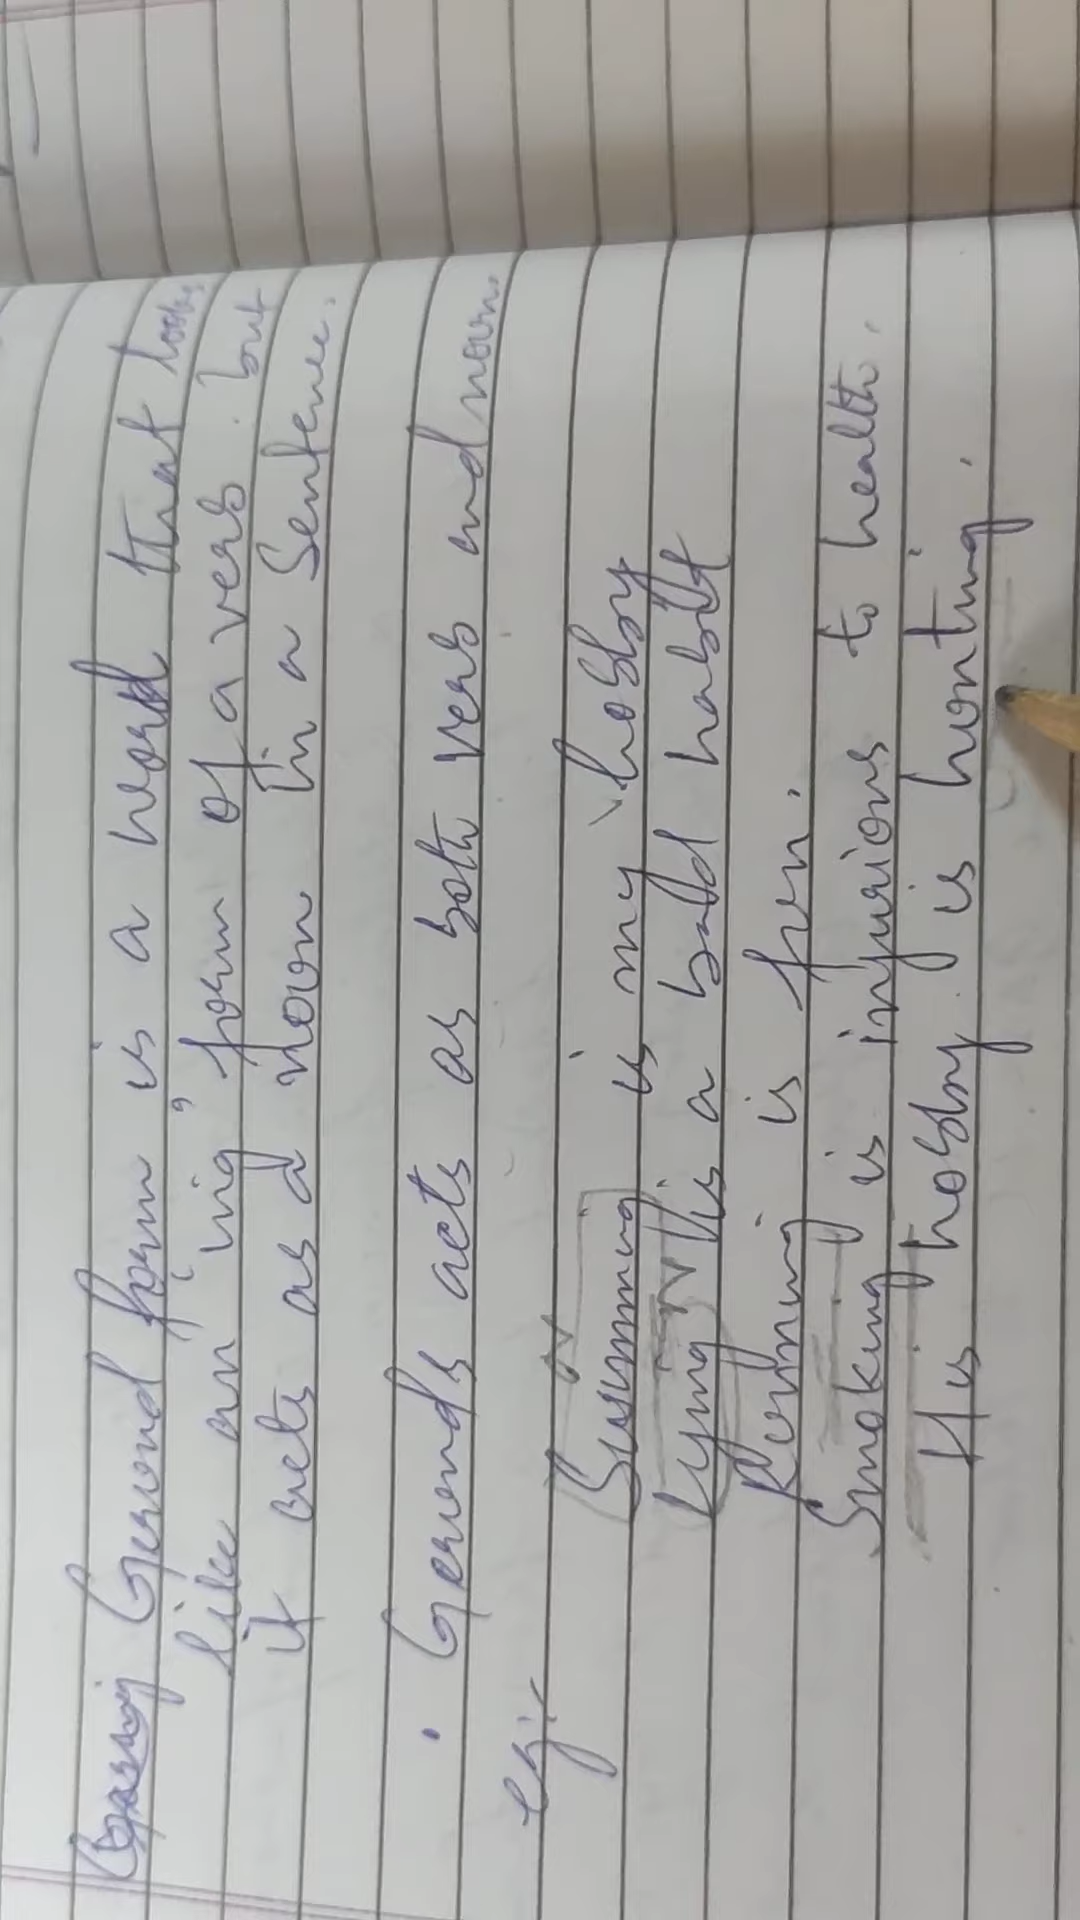 Gerund form is a word that looks
like an 'ing' form of a verb. but
it acts as a noun in a Sentence.
. Gerunds acts as both verb and noun.
eg:-
N
Swimming is my hobby
N
Lying is a bad habit
Runing is fun.
Smoking is injurious to health.
His hobby is hunting.